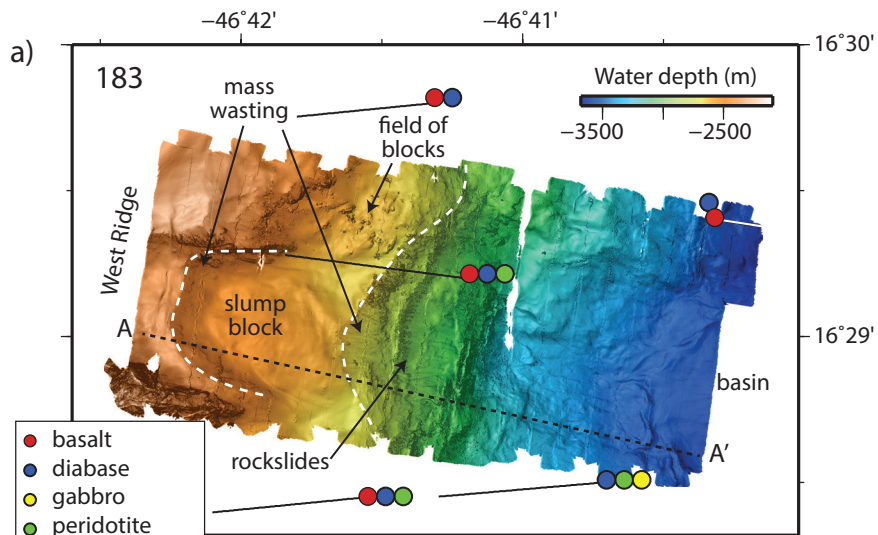 −46˚42' −46˚41'
a)
16˚30'
183
mass
wasting
field of
blocks
Water depth (m)
−3500 −2500
West Ridge
slump
block
A
16˚29'
basin
rockslides
A'
basalt
diabase
gabbro
peridotite